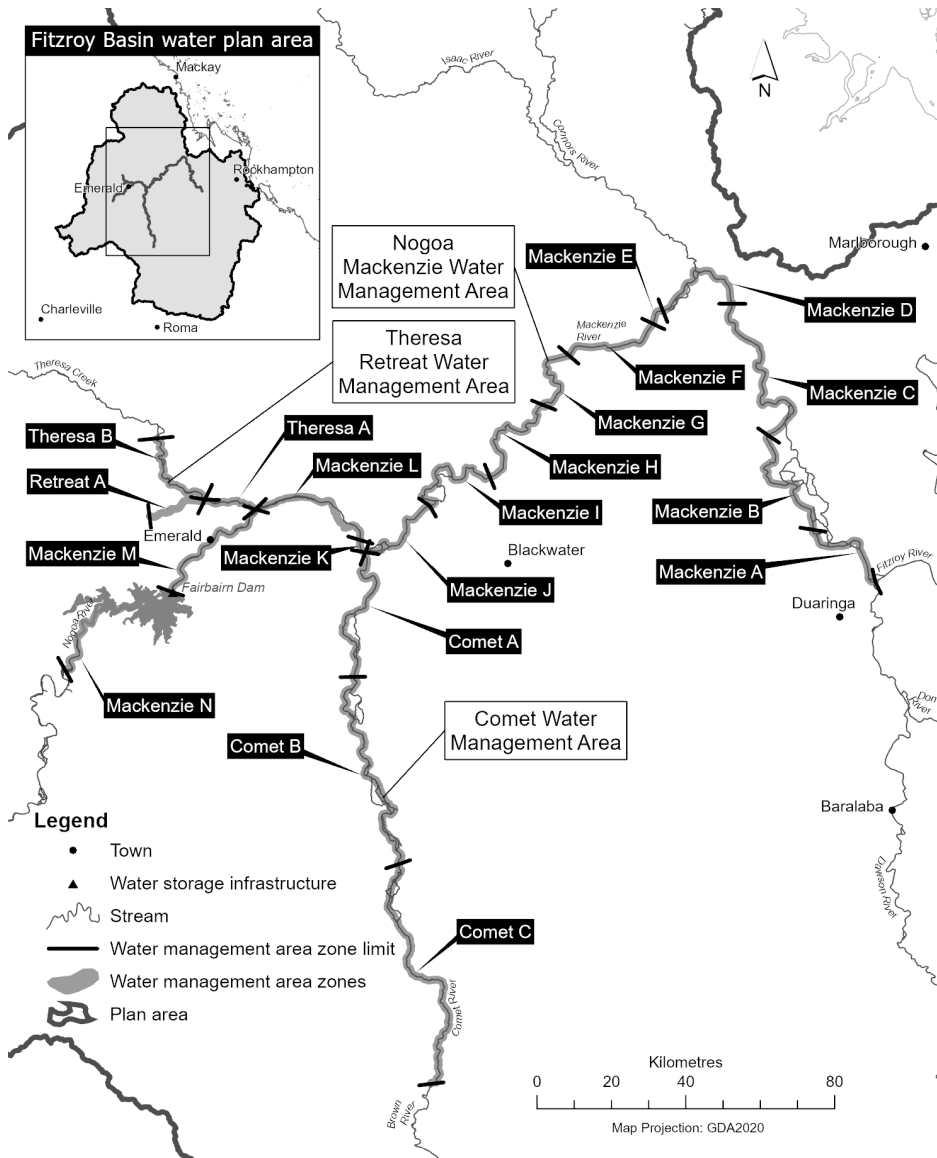 Fitzroy Basin water plan area
Mackay
Rockhampton
Emerald
Charleville
Roma
Isaac River
Connors River
N
Marlborough
Nogoa
Mackenzie Water
Management Area
Mackenzie E
Mackenzie D
Mackenzie
River
Theresa
Retreat Water
Management Area
Theresa Creek
Mackenzie F
Mackenzie C
Mackenzie G
Theresa B
Theresa A
Mackenzie L
Mackenzie H
Retreat A
Mackenzie I
Mackenzie B
Emerald
Mackenzie M
Mackenzie K
Blackwater
Mackenzie A
Fitzroy River
Fairbairn Dam
Mackenzie J
Duaringa
Nogoa River
Comet A
Mackenzie N
Don
River
Comet Water
Management Area
Comet B
Baralaba
Dawson River
Legend
Town
Water storage infrastructure
Stream
Water management area zone limit
Water management area zones
Plan area
Comet C
Comet River
Brown
River
Kilometres
0 20 40 80
Map Projection: GDA2020